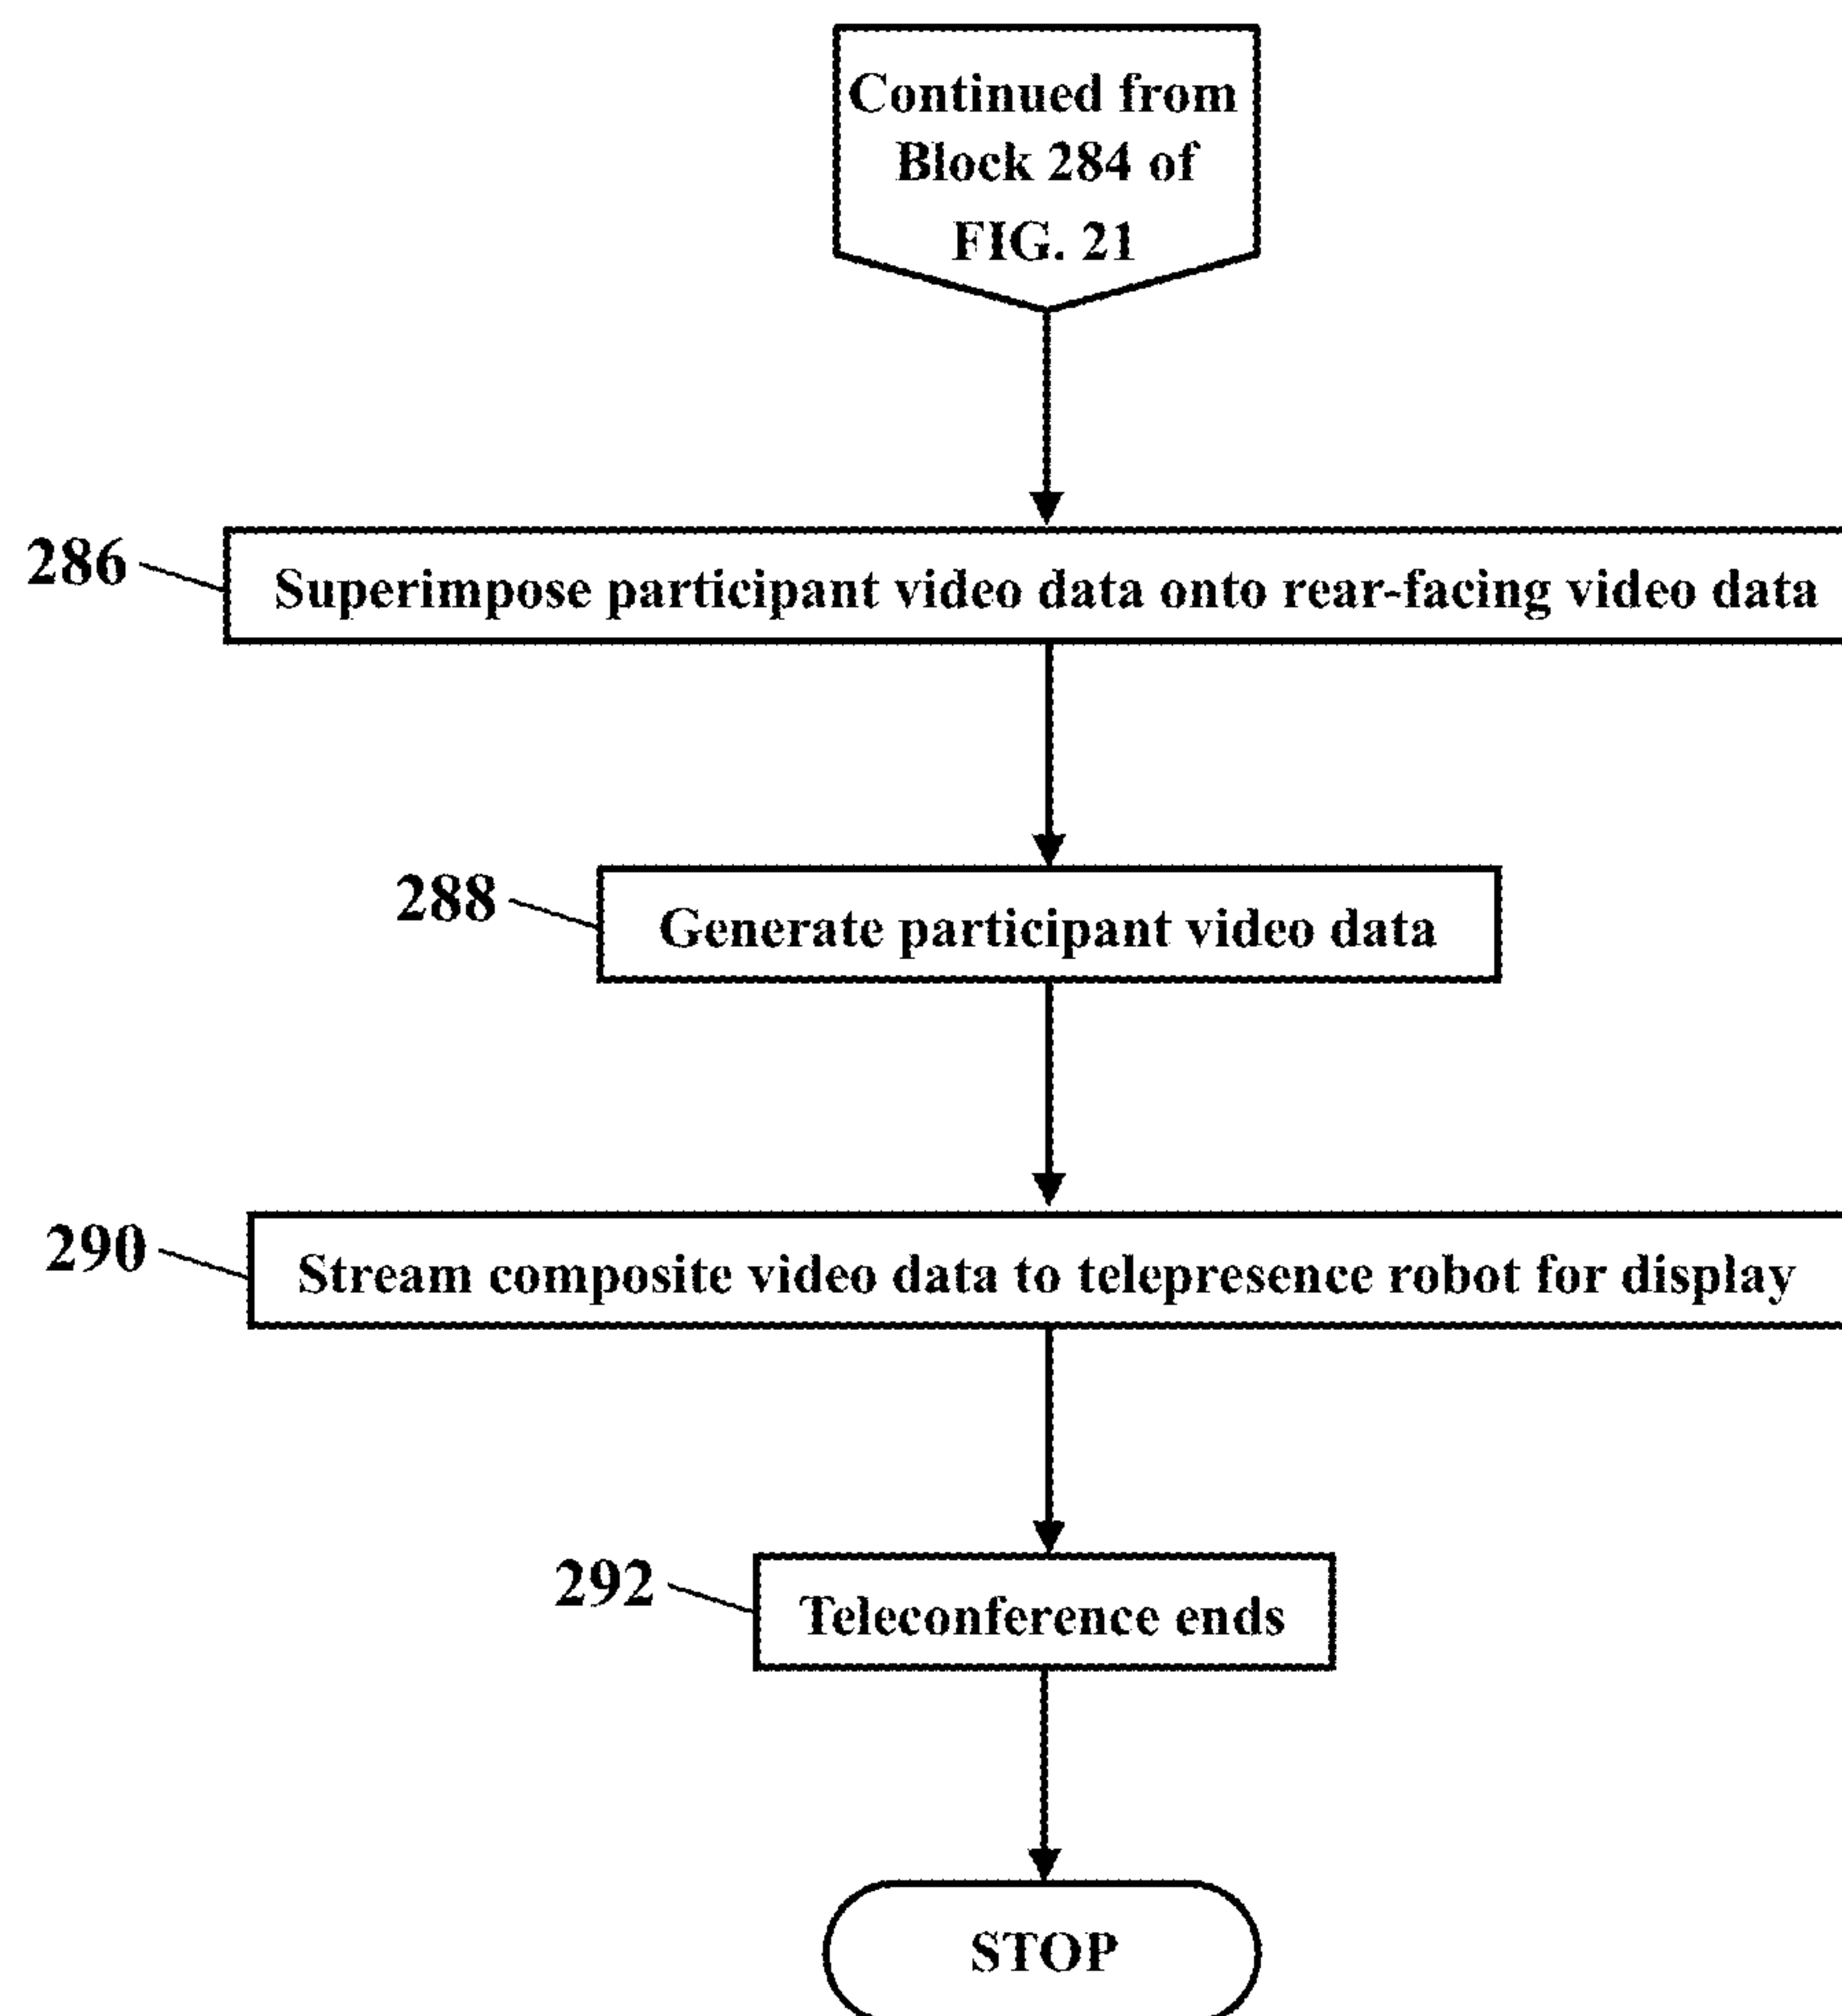 Continued from
Block 284 of
FIG. 21
286
Superimpose participant video data onto rear-facing video data
288
Generate participant video data
290
Stream composite video data to telepresence robot for display
292
Teleconference ends
STOP